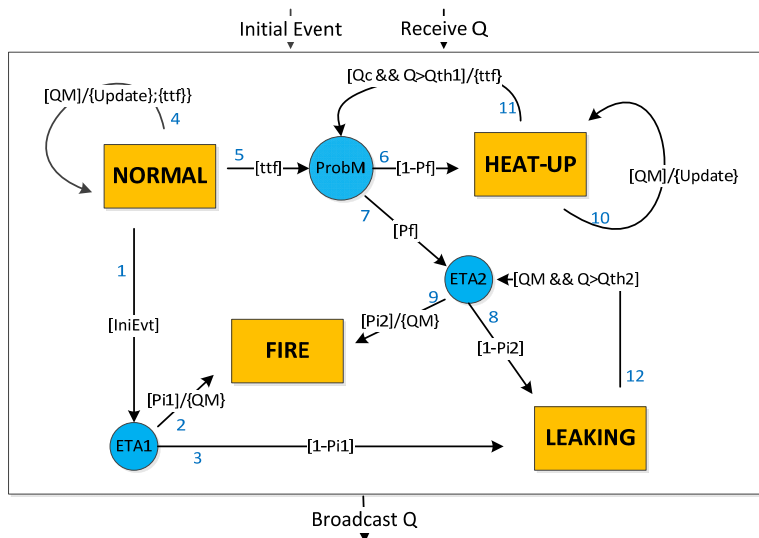 Initial Event
Receive Q
[Qc && Q>Qth1]/{ttf}
[QM]/{Update};{ttf}}
4
11
NORMAL
5
[ttf]
ProbM
6
[1-Pf]
HEAT-UP
[QM]/{Update}
10
7
[Pf]
1
ETA2
[QM && Q>Qth2]
9
8
[IniEvt]
[Pi2]/{QM}
[1-Pi2]
FIRE
12
[Pi1]/{QM}
2
ETA1
3
[1-Pi1]
LEAKING
Broadcast Q